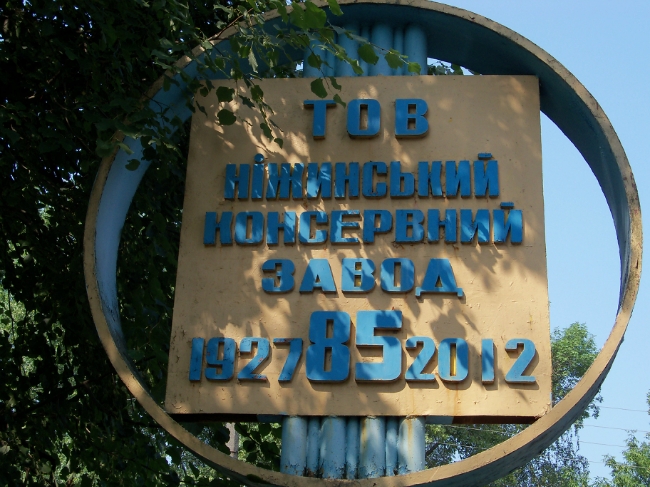 ТОВ
НІЖИНСЬКИЙ
КОНСЕРВНИЙ
ЗАВОД
1927 85 2012